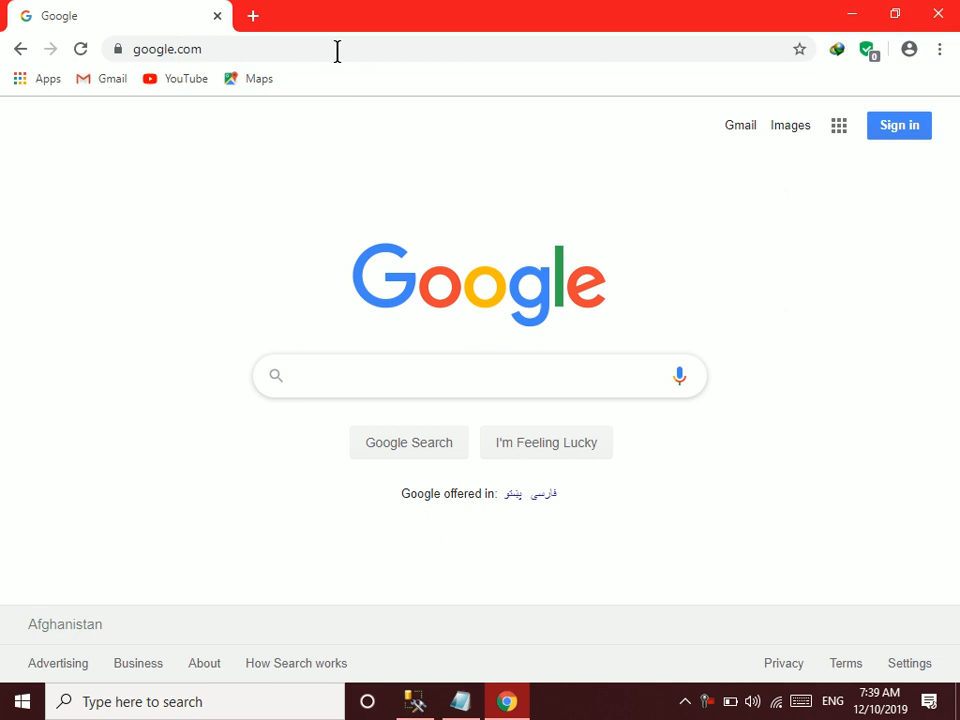 Google
google.com
0
Apps Gmail YouTube Maps
Gmail Images Sign in
Google
Google Search I'm Feeling Lucky
Google offered in: پښتو فارسی
Afghanistan
Advertising Business About How Search works Privacy Terms Settings
Type here to search ENG 7:39 AM
12/10/2019